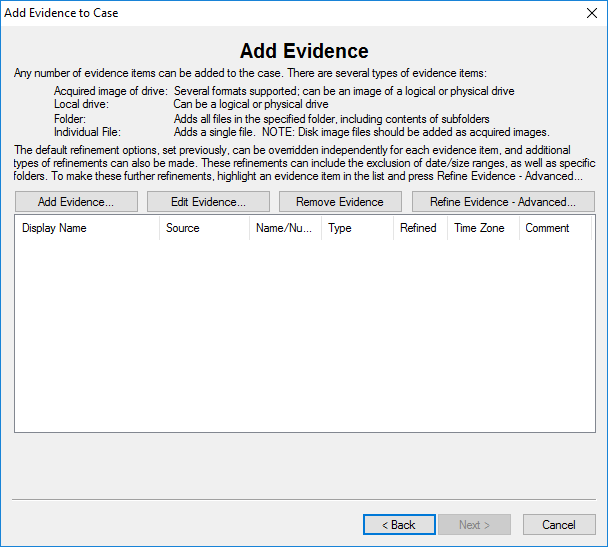 Add Evidence to Case
Add Evidence
Any number of evidence items can be added to the case. There are several types of evidence items:
Acquired image of drive: Several formats supported; can be an image of a logical or physical drive
Local drive: Can be a logical or physical drive
Folder: Adds all files in the specified folder, including contents of subfolders
Individual File: Adds a single file. NOTE: Disk image files should be added as acquired images.
The default refinement options, set previously, can be overridden independently for each evidence item, and additional
types of refinements can also be made. These refinements can include the exclusion of date/size ranges, as well as specific
folders. To make these further refinements, highlight an evidence item in the list and press Refine Evidence - Advanced...
Add Evidence... Edit Evidence... Remove Evidence Refine Evidence - Advanced...
Display Name Source Name/Nu... Type Refined Time Zone Comment
< Back Next > Cancel